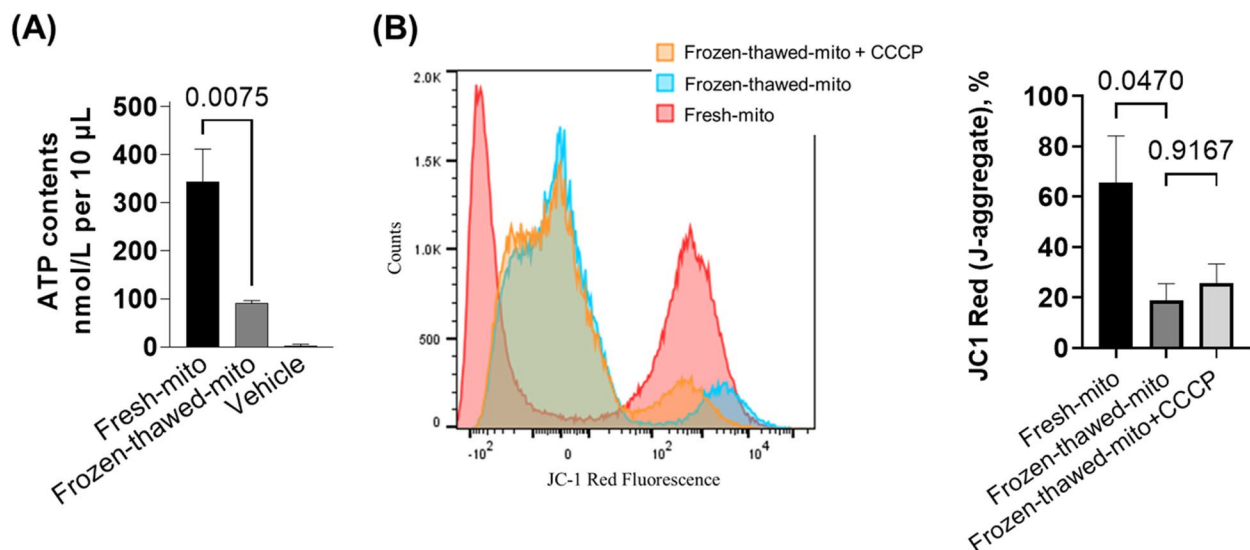 (A)
ATP contents
nmol/L per 10 µL
500
400
300
200
100
0
0.0075
Fresh-mito
Frozen-thawed-mito
Vehicle
(B)
Frozen-thawed-mito + CCCP
Frozen-thawed-mito
Fresh-mito
Counts
2.0K
1.5K
1.0K
500
0
-10²
0
10²
10⁴
JC-1 Red Fluorescence
JC1 Red (J-aggregate), %
100
80
60
40
20
0
0.0470
0.9167
Fresh-mito
Frozen-thawed-mito
Frozen-thawed-mito+CCCP